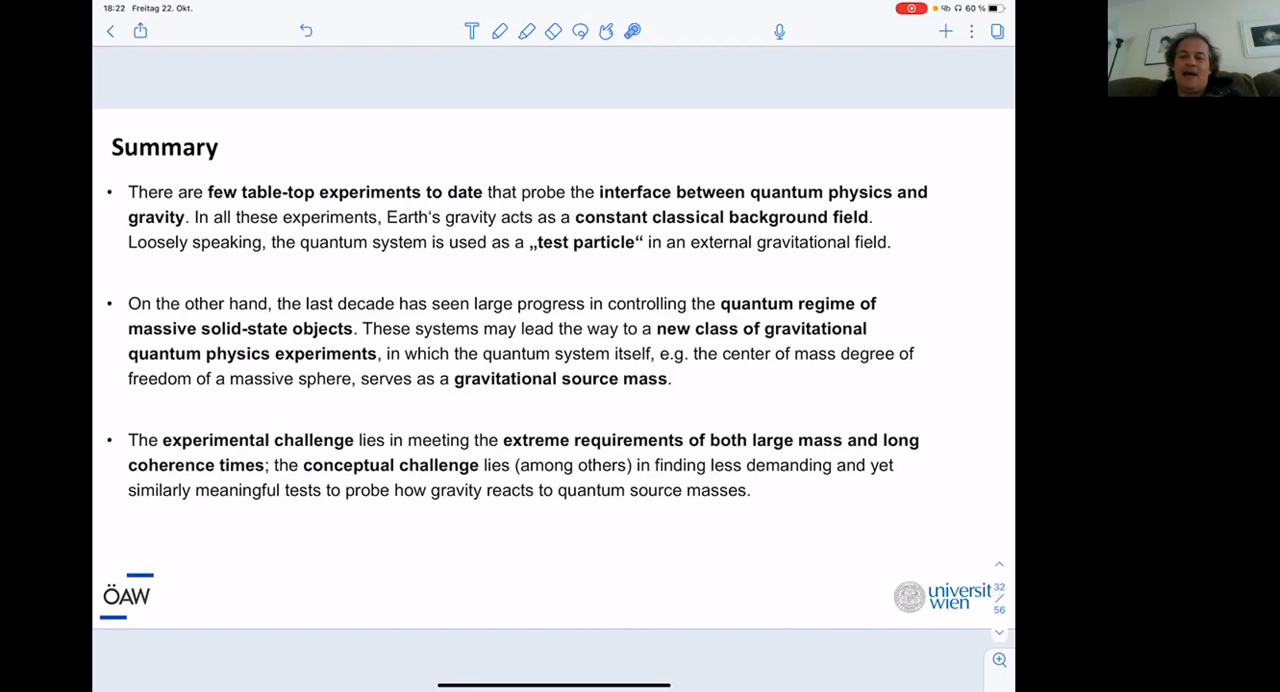 18:22 Freitag 22. Okt.
60 %
Summary
• There are few table-top experiments to date that probe the interface between quantum physics and
gravity. In all these experiments, Earth‘s gravity acts as a constant classical background field.
Loosely speaking, the quantum system is used as a „test particle“ in an external gravitational field.
• On the other hand, the last decade has seen large progress in controlling the quantum regime of
massive solid-state objects. These systems may lead the way to a new class of gravitational
quantum physics experiments, in which the quantum system itself, e.g. the center of mass degree of
freedom of a massive sphere, serves as a gravitational source mass.
• The experimental challenge lies in meeting the extreme requirements of both large mass and long
coherence times; the conceptual challenge lies (among others) in finding less demanding and yet
similarly meaningful tests to probe how gravity reacts to quantum source masses.
ÖAW
universit
wien
32
/
56